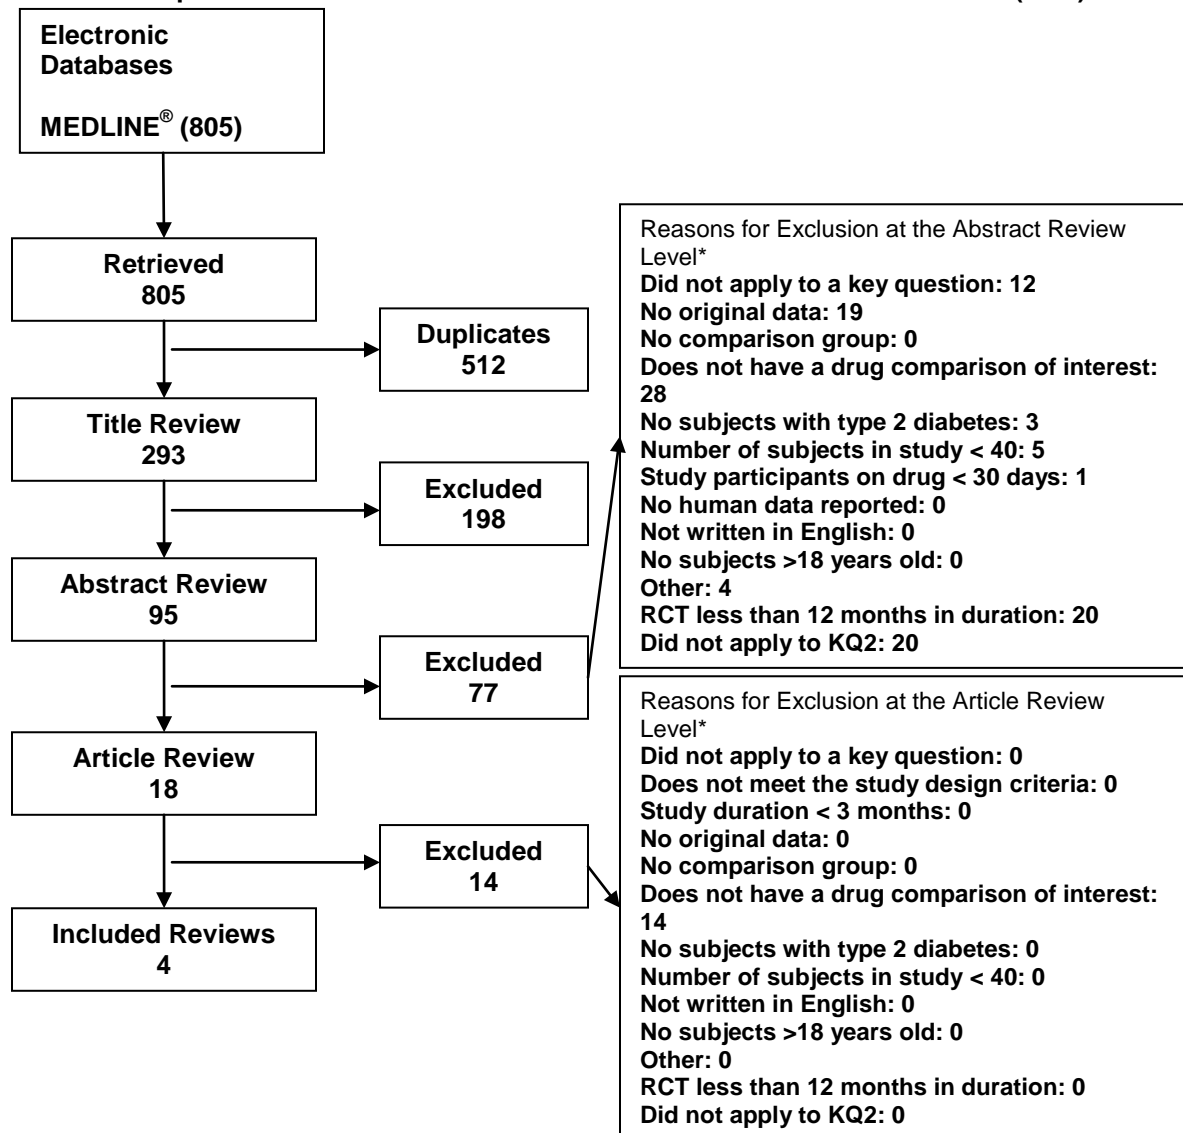 Electronic
Databases
MEDLINE® (805)
Retrieved
805
Duplicates
512
Title Review
293
Excluded
198
Abstract Review
95
Excluded
77
Article Review
18
Excluded
14
Included Reviews
4
Reasons for Exclusion at the Abstract Review
Level*
Did not apply to a key question: 12
No original data: 19
No comparison group: 0
Does not have a drug comparison of interest:
28
No subjects with type 2 diabetes: 3
Number of subjects in study < 40: 5
Study participants on drug < 30 days: 1
No human data reported: 0
Not written in English: 0
No subjects >18 years old: 0
Other: 4
RCT less than 12 months in duration: 20
Did not apply to KQ2: 20
Reasons for Exclusion at the Article Review
Level*
Did not apply to a key question: 0
Does not meet the study design criteria: 0
Study duration < 3 months: 0
No original data: 0
No comparison group: 0
Does not have a drug comparison of interest:
14
No subjects with type 2 diabetes: 0
Number of subjects in study < 40: 0
Not written in English: 0
No subjects >18 years old: 0
Other: 0
RCT less than 12 months in duration: 0
Did not apply to KQ2: 0